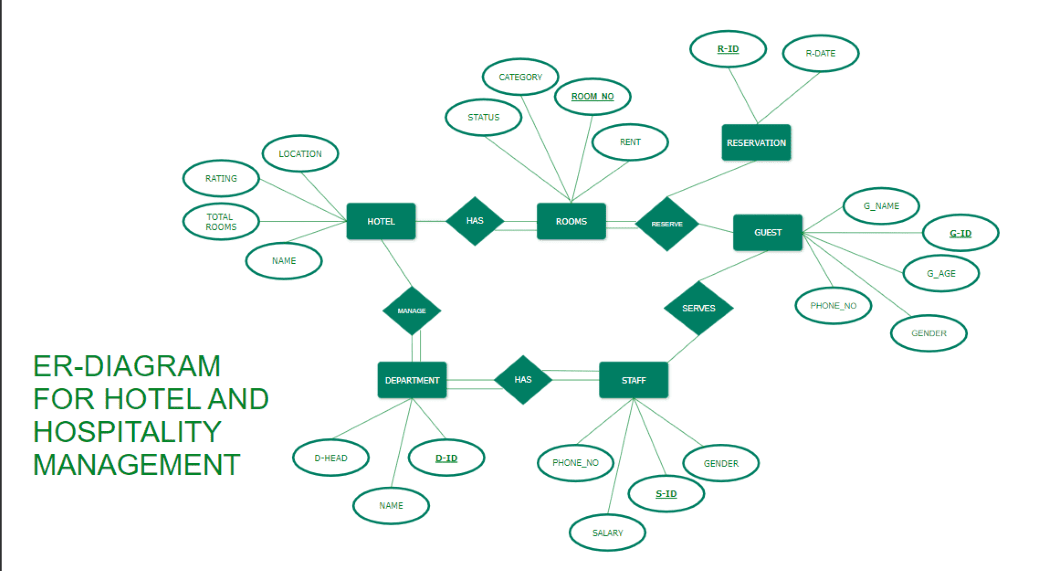 R-ID
R-DATE
CATEGORY
ROOM_NO
STATUS
RENT
RESERVATION
LOCATION
RATING
TOTAL
ROOMS
NAME
HOTEL
HAS
ROOMS
RESERVE
GUEST
G_NAME
G-ID
G_AGE
PHONE_NO
GENDER
MANAGE
SERVES
DEPARTMENT
HAS
STAFF
ER-DIAGRAM
FOR HOTEL AND
HOSPITALITY
MANAGEMENT
D-HEAD
D-ID
NAME
PHONE_NO
GENDER
S-ID
SALARY